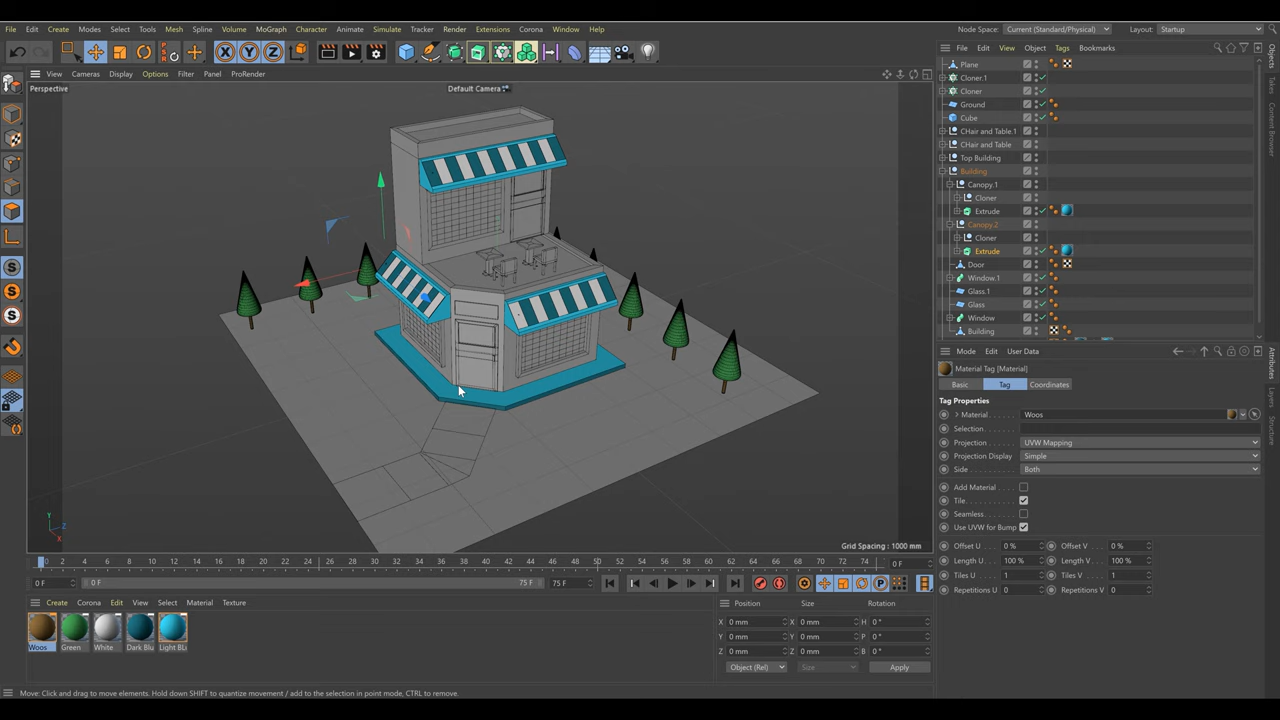 File Edit Create Modes Select Tools Mesh Spline Volume MoGraph Character Animate Simulate Tracker Render Extensions Corona Window Help Node Space: Current (Standard/Physical) Layout: Startup
View Cameras Display Options Filter Panel ProRender
File Edit View Object Tags Bookmarks
Perspective
Default Camera
Plane
Cloner.1
Cloner
Ground
Cube
CHair and Table.1
CHair and Table
Top Building
Building
Canopy.1
Cloner
Extrude
Canopy.2
Cloner
Extrude
Door
Window.1
Glass.1
Glass
Window
Building
Objects
Takes
Content Browser
Mode Edit User Data
Material Tag [Material]
Basic Tag Coordinates
Tag Properties
Material Woos
Selection
Projection UVW Mapping
Projection Display Simple
Side Both
Add Material
Tile
Seamless
Use UVW for Bump
Offset U 0 % Offset V 0 %
Length U 100 % Length V 100 %
Tiles U 1 Tiles V 1
Repetitions U 0 Repetitions V 0
Attributes
Layers
Structure
Y
Z
X
Grid Spacing : 1000 mm
0 2 4 6 8 10 12 14 16 18 20 22 24 26 28 30 32 34 36 38 40 42 44 46 48 50 52 54 56 58 60 62 64 66 68 70 72 74 0 F
0 F 0 F 75 F 75 F
Create Corona Edit View Select Material Texture
Woos Green White Dark Blu Light BLu
Position Size Rotation
X 0 mm X 0 mm H 0 °
Y 0 mm Y 0 mm P 0 °
Z 0 mm Z 0 mm B 0 °
Object (Rel) Size Apply
Move: Click and drag to move elements. Hold down SHIFT to quantize movement / add to the selection in point mode, CTRL to remove.